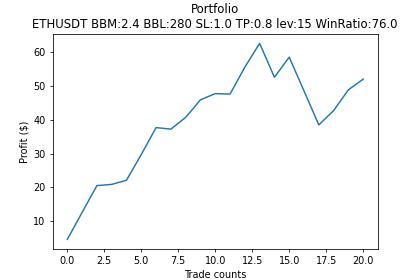 Portfolio
ETHUSDT BBM:2.4 BBL:280 SL:1.0 TP:0.8 lev:15 WinRatio:76.0
60
50
40
30
20
10
Profit ($)
0.0 2.5 5.0 7.5 10.0 12.5 15.0 17.5 20.0
Trade counts